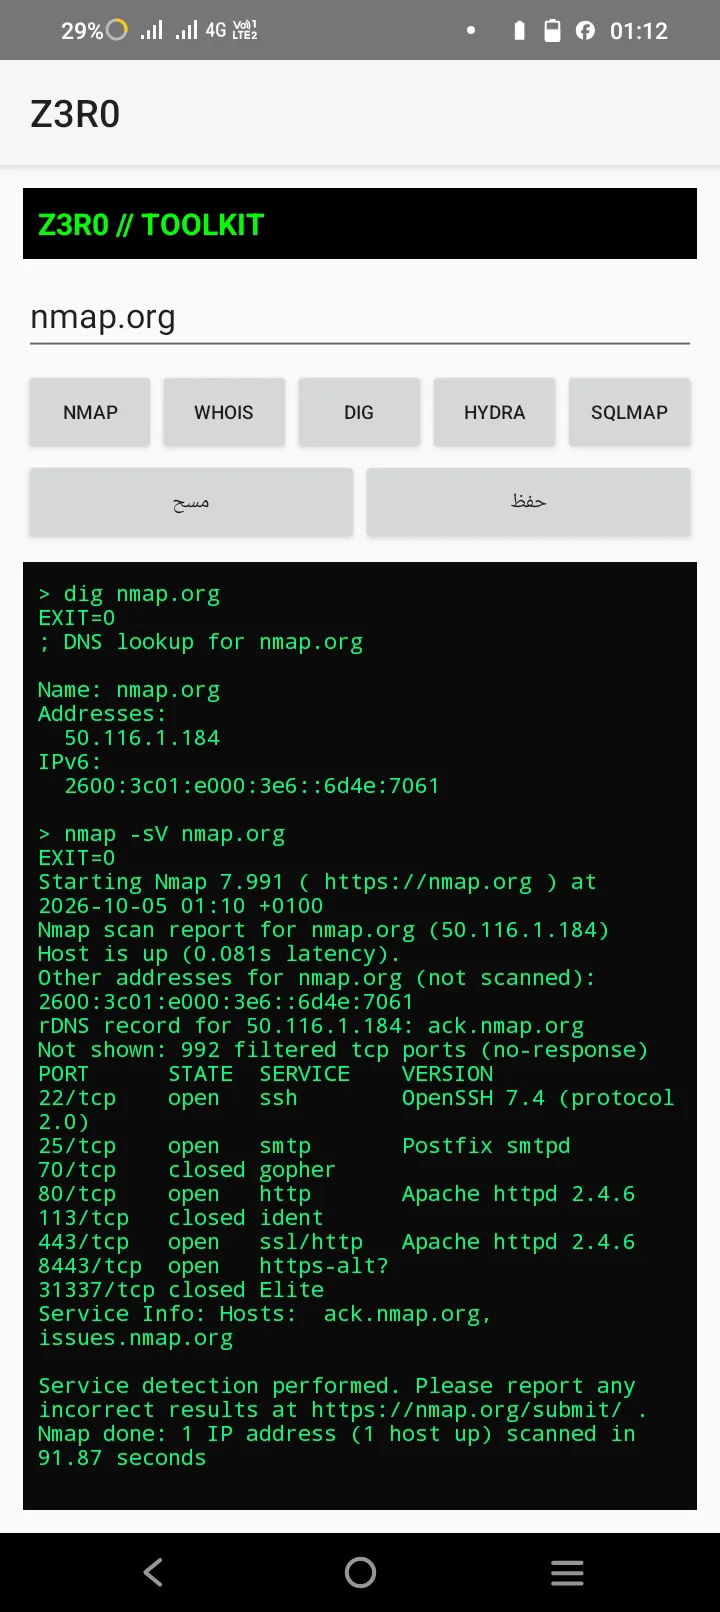 29% 4G Vo)) 1 LTE2 01:12
Z3R0
Z3R0 // TOOLKIT
nmap.org
NMAP WHOIS DIG HYDRA SQLMAP
مسح حفظ
> dig nmap.org
EXIT=0
; DNS lookup for nmap.org
Name: nmap.org
Addresses:
50.116.1.184
IPv6:
2600:3c01:e000:3e6::6d4e:7061
> nmap -sV nmap.org
EXIT=0
Starting Nmap 7.991 ( https://nmap.org ) at
2026-10-05 01:10 +0100
Nmap scan report for nmap.org (50.116.1.184)
Host is up (0.081s latency).
Other addresses for nmap.org (not scanned):
2600:3c01:e000:3e6::6d4e:7061
rDNS record for 50.116.1.184: ack.nmap.org
Not shown: 992 filtered tcp ports (no-response)
PORT STATE SERVICE VERSION
22/tcp open ssh OpenSSH 7.4 (protocol
2.0)
25/tcp open smtp Postfix smtpd
70/tcp closed gopher
80/tcp open http Apache httpd 2.4.6
113/tcp closed ident
443/tcp open ssl/http Apache httpd 2.4.6
8443/tcp open https-alt?
31337/tcp closed Elite
Service Info: Hosts: ack.nmap.org,
issues.nmap.org
Service detection performed. Please report any
incorrect results at https://nmap.org/submit/ .
Nmap done: 1 IP address (1 host up) scanned in
91.87 seconds